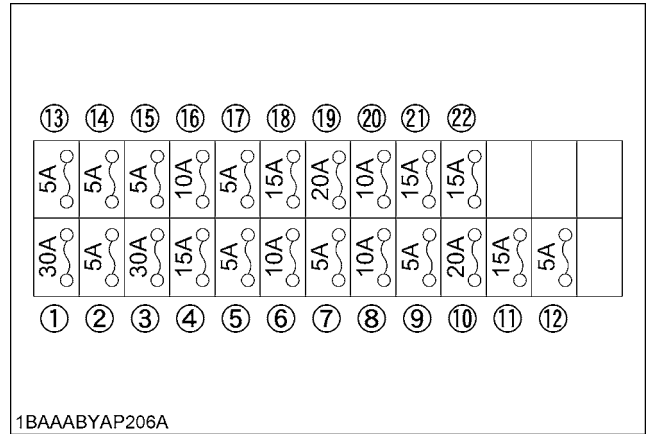 ⑬ ⑭ ⑮ ⑯ ⑰ ⑱ ⑲ ⑳ ㉑ ㉒
5A 5A 5A 10A 5A 15A 20A 10A 15A 15A
30A 5A 30A 15A 5A 10A 5A 10A 5A 20A 15A 5A
① ② ③ ④ ⑤ ⑥ ⑦ ⑧ ⑨ ⑩ ⑪ ⑫
1BAAABYAP206A